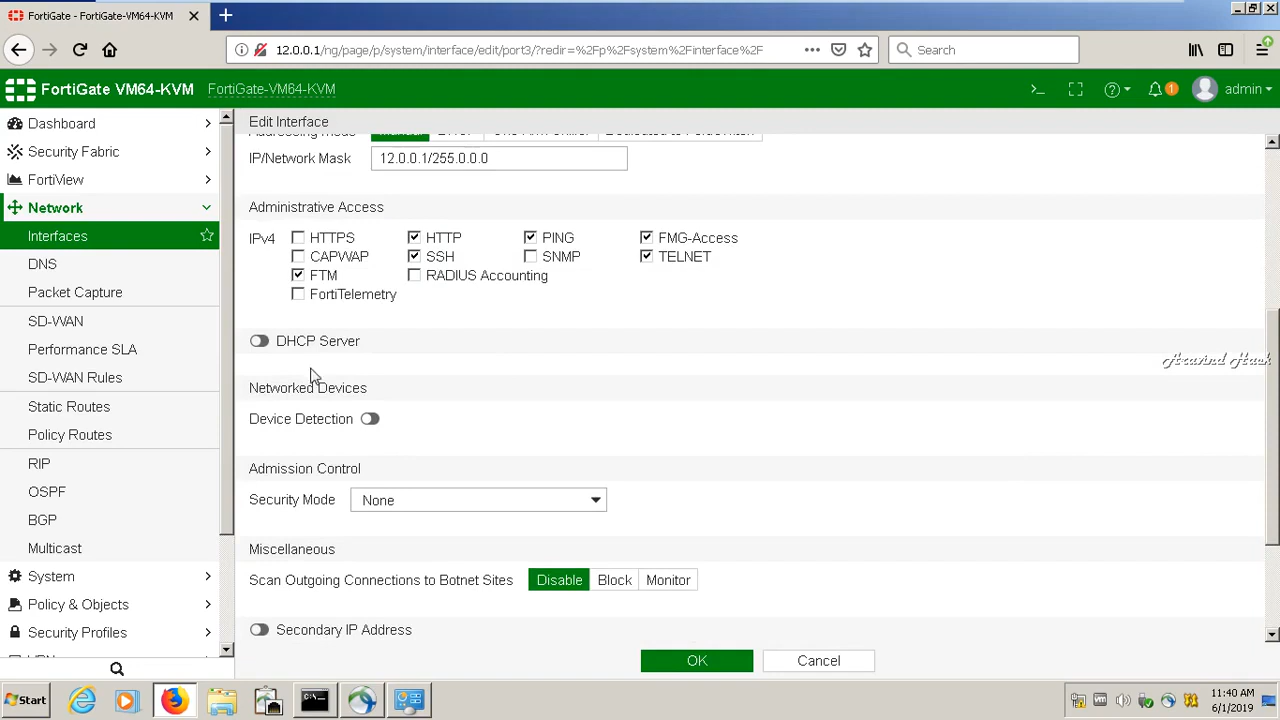 FortiGate - FortiGate-VM64-KVM
12.0.0.1/ng/page/p/system/interface/edit/port3/?redir=%2Fp%2Fsystem%2Finterface%2F
Search
FortiGate VM64-KVM
FortiGate-VM64-KVM
1
admin
Dashboard
Security Fabric
FortiView
Network
Interfaces
DNS
Packet Capture
SD-WAN
Performance SLA
SD-WAN Rules
Static Routes
Policy Routes
RIP
OSPF
BGP
Multicast
System
Policy & Objects
Security Profiles
Edit Interface
IP/Network Mask 12.0.0.1/255.0.0.0
Administrative Access
IPv4 HTTPS HTTP PING FMG-Access
CAPWAP SSH SNMP TELNET
FTM RADIUS Accounting
FortiTelemetry
DHCP Server
Networked Devices
Device Detection
Admission Control
Security Mode None
Miscellaneous
Scan Outgoing Connections to Botnet Sites Disable Block Monitor
Secondary IP Address
OK Cancel
Aravind Hack
Start
11:40 AM
6/1/2019